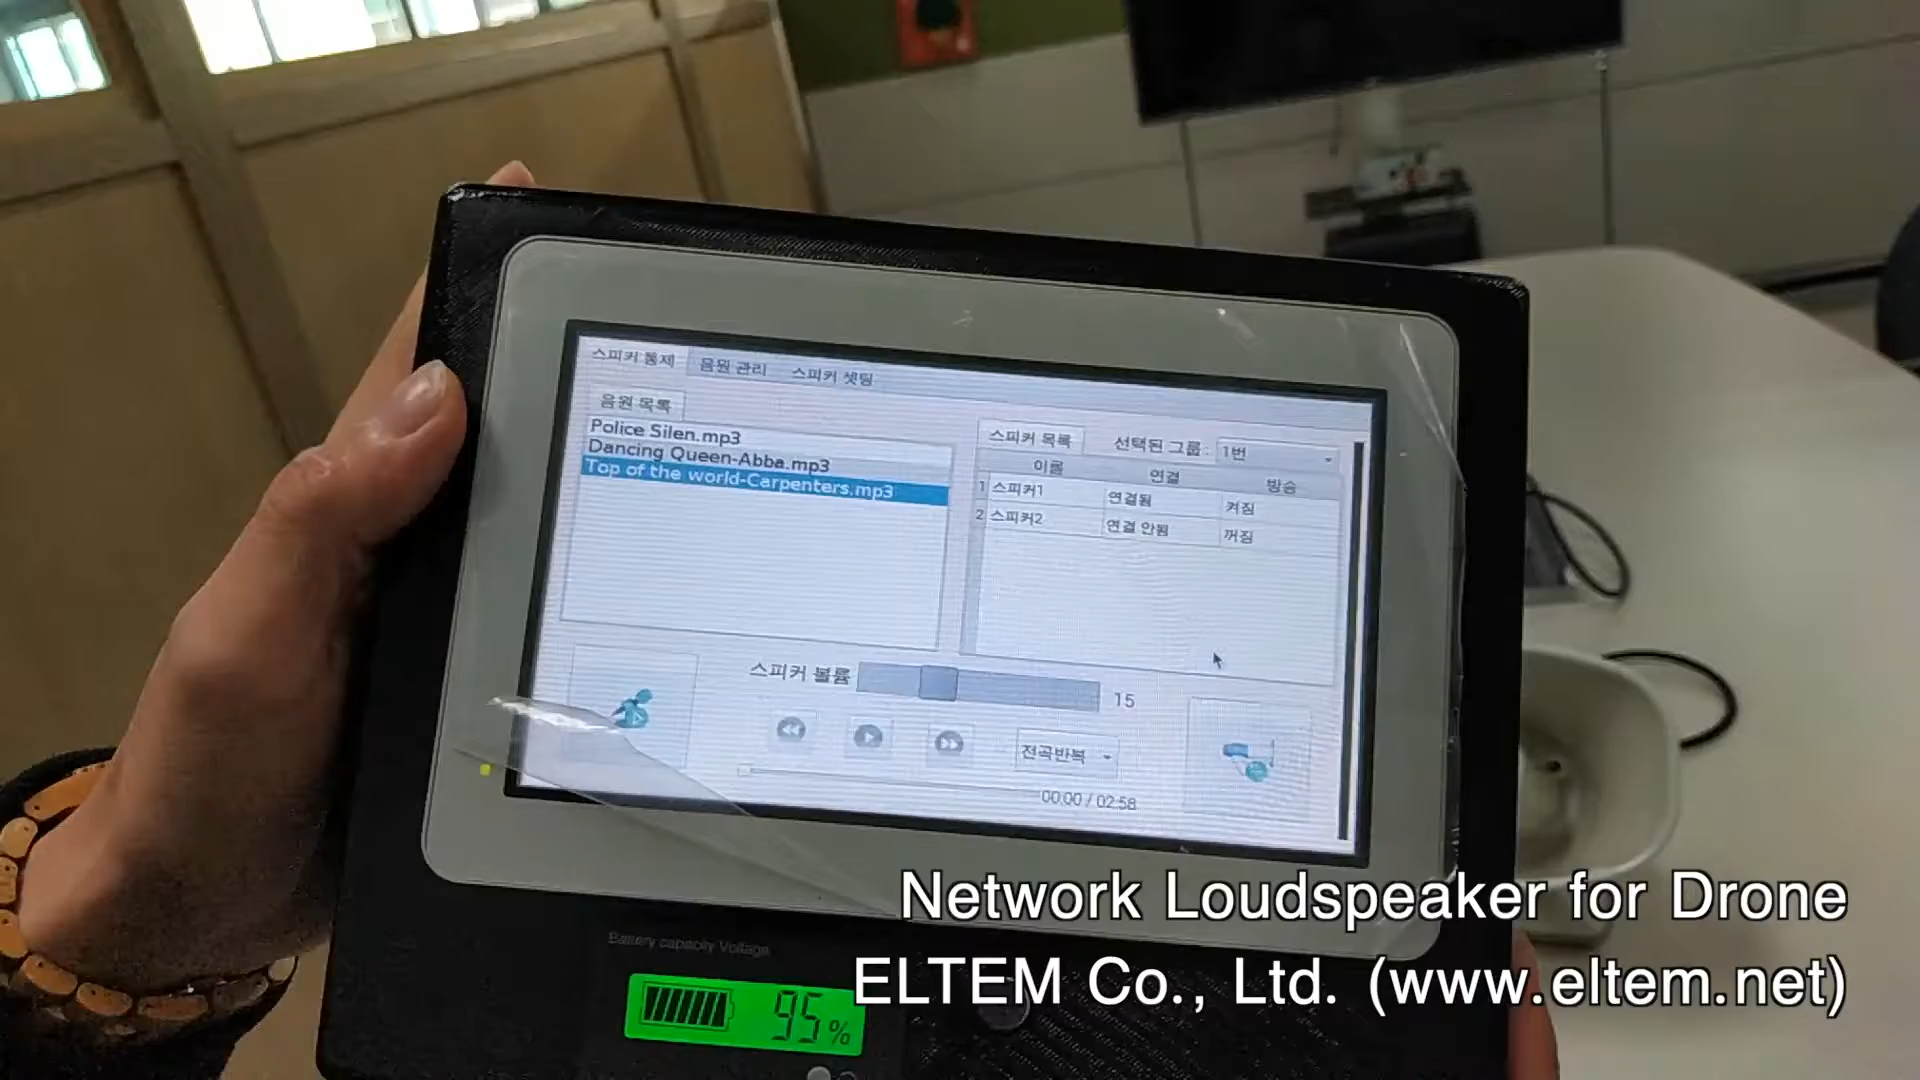 스피커 통제 음원 관리 스피커 셋팅
음원 목록
Police Silen.mp3
Dancing Queen-Abba.mp3
Top of the world-Carpenters.mp3
스피커 목록 선택된 그룹 : 1번
이름 연결 방송
1 스피커1 연결됨 켜짐
2 스피커2 연결 안됨 꺼짐
스피커 볼륨 15
전곡반복
00:00 / 02:58
Battery capacity Voltage
95%
Network Loudspeaker for Drone
ELTEM Co., Ltd. (www.eltem.net)